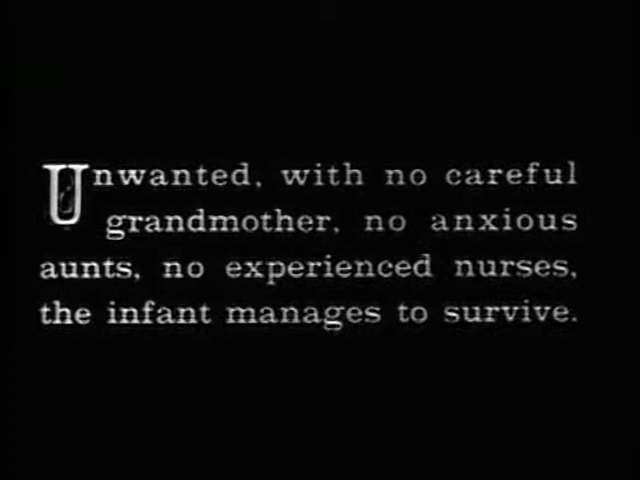 Unwanted, with no careful
grandmother, no anxious
aunts, no experienced nurses,
the infant manages to survive.